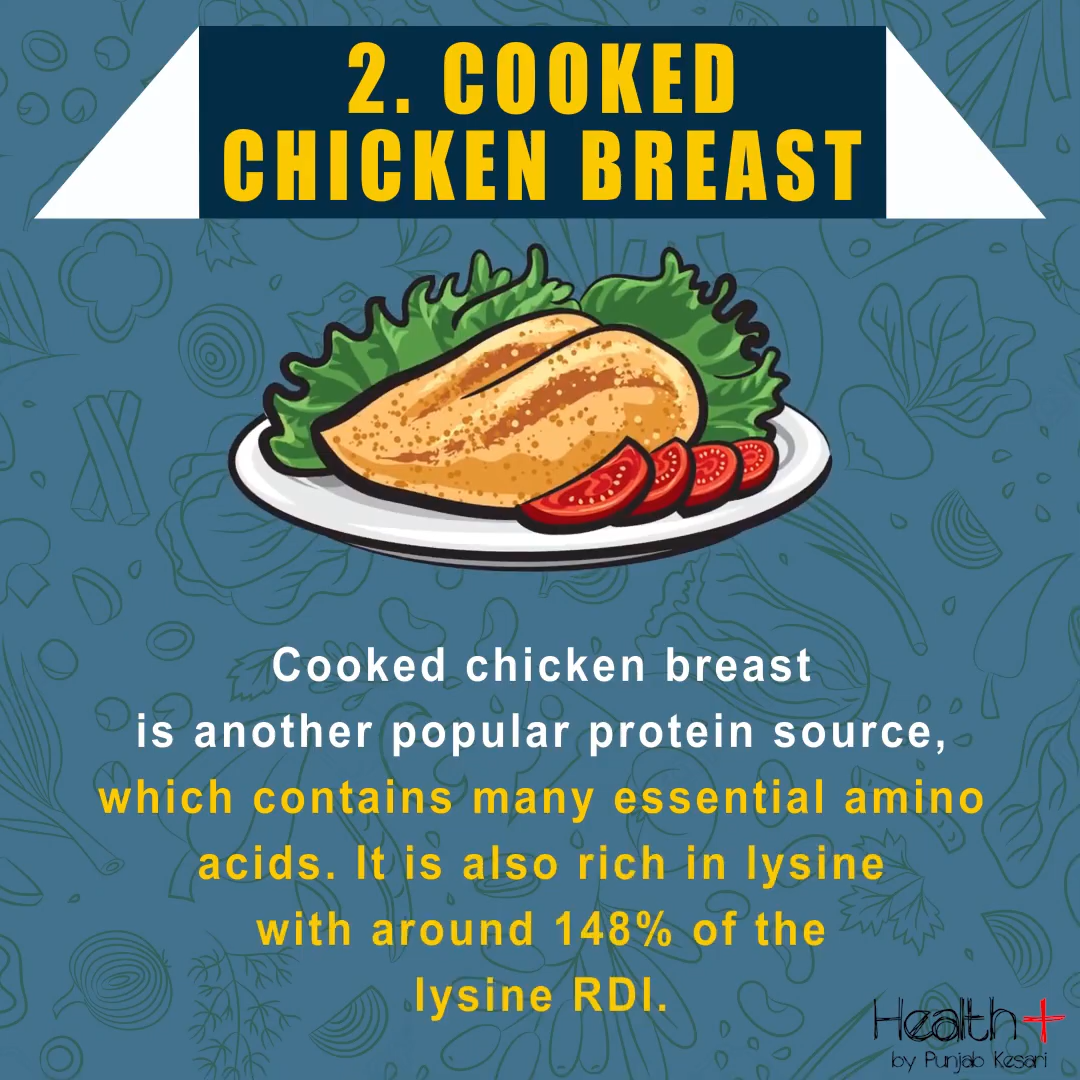 2. COOKED
CHICKEN BREAST
Cooked chicken breast
is another popular protein source,
which contains many essential amino
acids. It is also rich in lysine
with around 148% of the
lysine RDI.
Health+
by Punjab Kesari